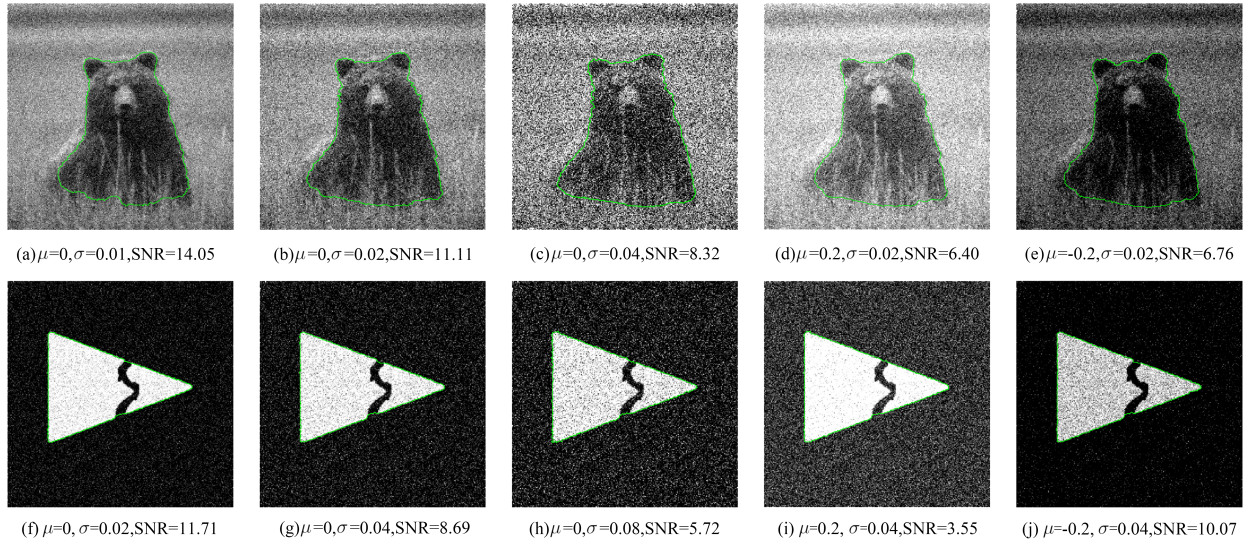 (a) μ=0, σ=0.01,SNR=14.05
(b) μ=0, σ=0.02,SNR=11.11
(c) μ=0, σ=0.04,SNR=8.32
(d) μ=0.2, σ=0.02,SNR=6.40
(e) μ=-0.2, σ=0.02,SNR=6.76
(f) μ=0, σ=0.02,SNR=11.71
(g) μ=0, σ=0.04,SNR=8.69
(h) μ=0, σ=0.08,SNR=5.72
(i) μ=0.2, σ=0.04,SNR=3.55
(j) μ=-0.2, σ=0.04,SNR=10.07